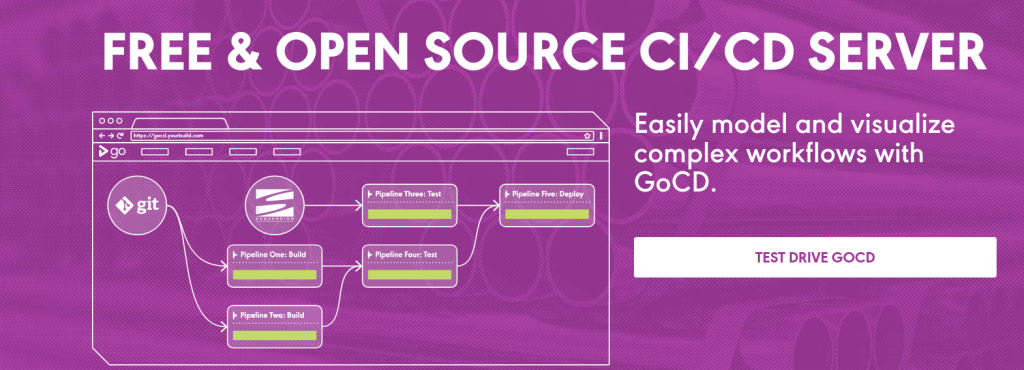 FREE & OPEN SOURCE CI/CD SERVER
https://gocd.yourbuild.com
go
git
SUBVERSION
Pipeline Three: Test
Pipeline Five: Deploy
Pipeline One: Build
Pipeline Four: Test
Pipeline Two: Build
Easily model and visualize
complex workflows with
GoCD.
TEST DRIVE GOCD